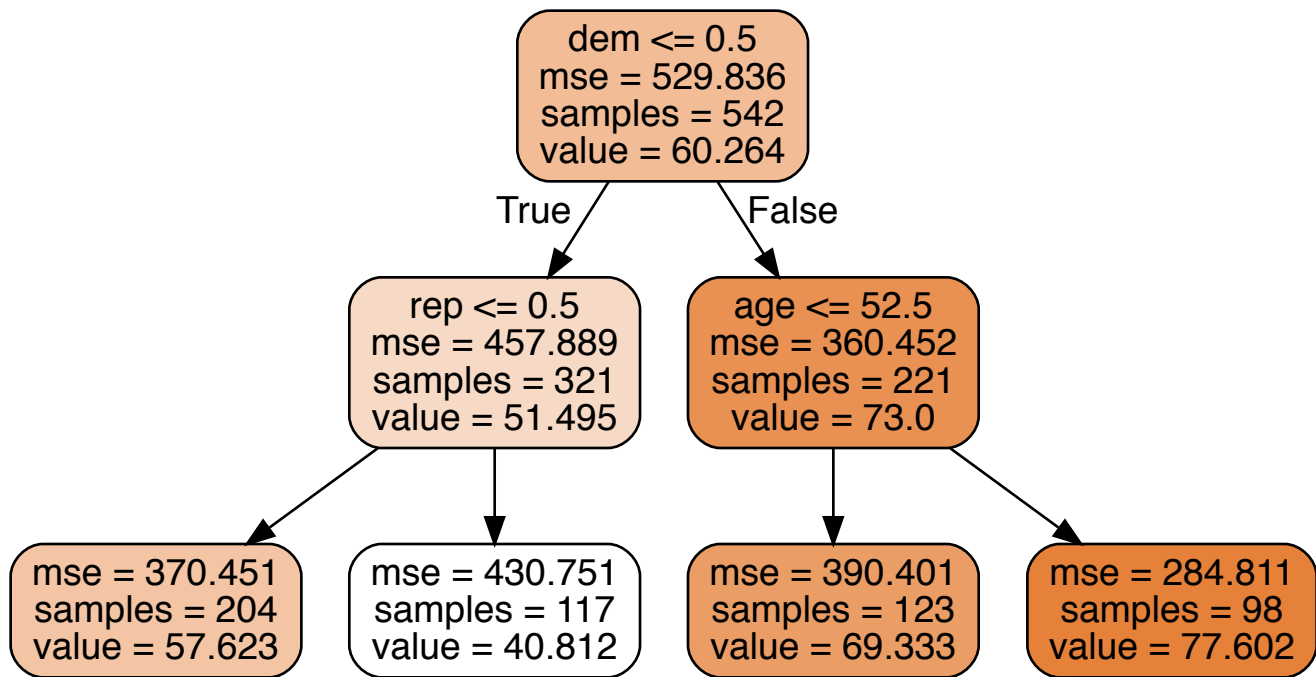 dem <= 0.5
mse = 529.836
samples = 542
value = 60.264
True
False
rep <= 0.5
mse = 457.889
samples = 321
value = 51.495
age <= 52.5
mse = 360.452
samples = 221
value = 73.0
mse = 370.451
samples = 204
value = 57.623
mse = 430.751
samples = 117
value = 40.812
mse = 390.401
samples = 123
value = 69.333
mse = 284.811
samples = 98
value = 77.602